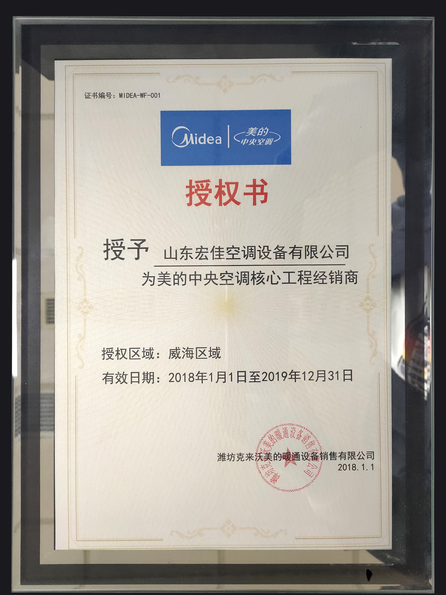 证书编号：MIDEA-WF-001
Midea 美的
中央空调
授权书
授予 山东宏佳空调设备有限公司
为美的中央空调核心工程经销商
授权区域：威海区域
有效日期：2018年1月1日至2019年12月31日
潍坊克来沃美的暖通设备销售有限公司
2018.1.1